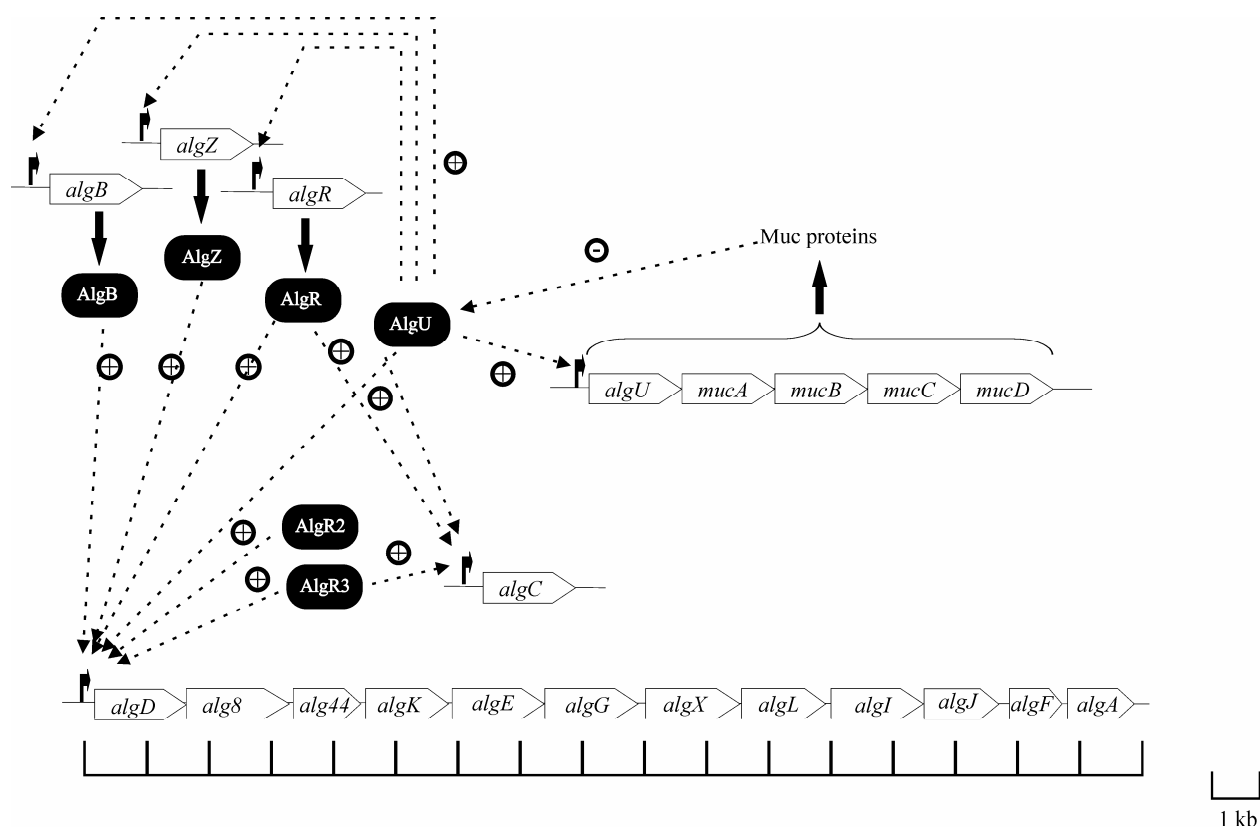 algZ
algB
algR
AlgZ
AlgB
AlgR
AlgU
Muc proteins
algU mucA mucB mucC mucD
AlgR2
AlgR3
algC
algD alg8 alg44 algK algE algG algX algL algI algJ algF algA
1 kb